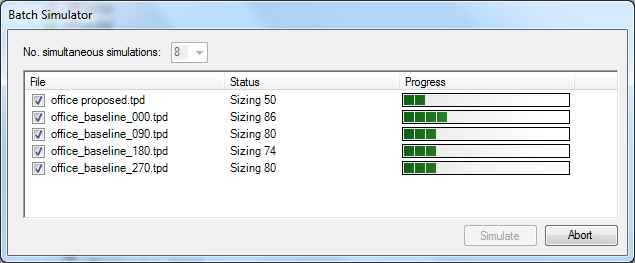 Batch Simulator
No. simultaneous simulations: 8
File Status Progress
office proposed.tpd Sizing 50
office_baseline_000.tpd Sizing 86
office_baseline_090.tpd Sizing 80
office_baseline_180.tpd Sizing 74
office_baseline_270.tpd Sizing 80
Simulate Abort